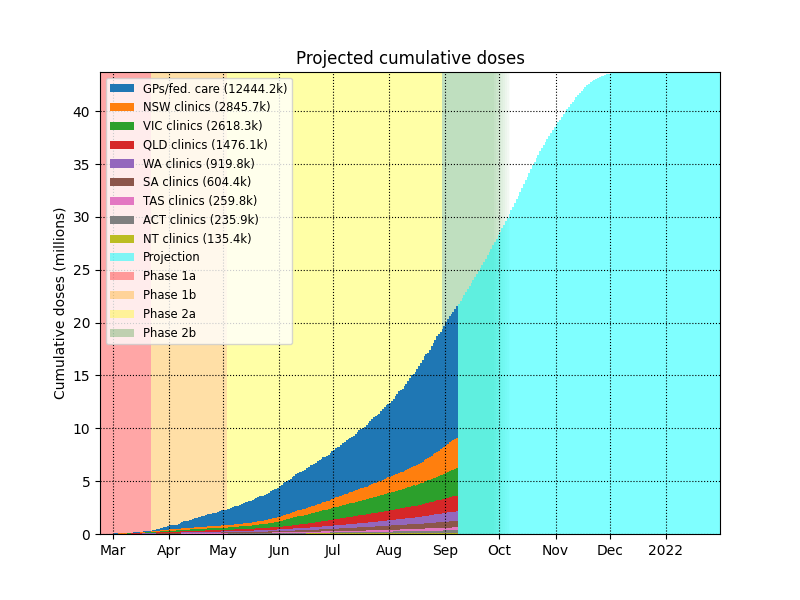 Projected cumulative doses
Cumulative doses (millions)
40
35
30
25
20
15
10
5
0
GPs/fed. care (12444.2k)
NSW clinics (2845.7k)
VIC clinics (2618.3k)
QLD clinics (1476.1k)
WA clinics (919.8k)
SA clinics (604.4k)
TAS clinics (259.8k)
ACT clinics (235.9k)
NT clinics (135.4k)
Projection
Phase 1a
Phase 1b
Phase 2a
Phase 2b
Mar Apr May Jun Jul Aug Sep Oct Nov Dec 2022